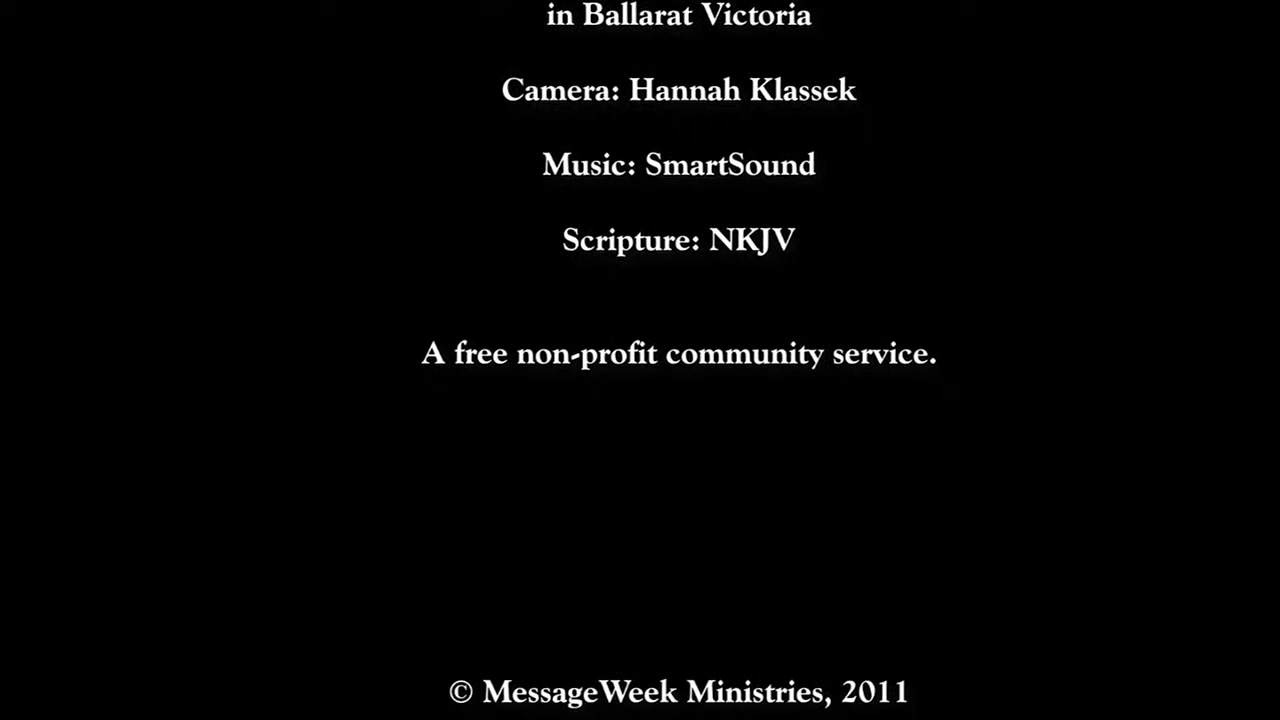 in Ballarat Victoria
Camera: Hannah Klassek
Music: SmartSound
Scripture: NKJV
A free non-profit community service.
© MessageWeek Ministries, 2011